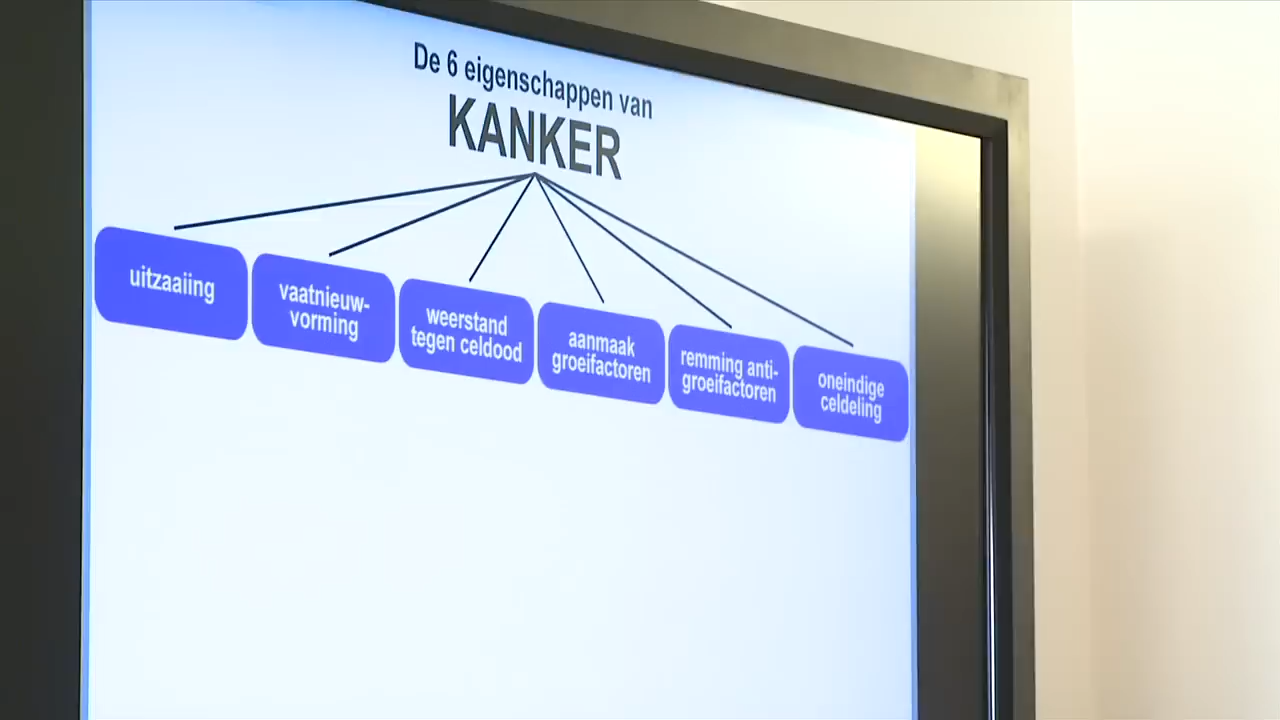 De 6 eigenschappen van
KANKER
uitzaaiing
vaatnieuw-
vorming
weerstand
tegen celdood
aanmaak
groeifactoren
remming anti-
groeifactoren
oneindige
celdeling